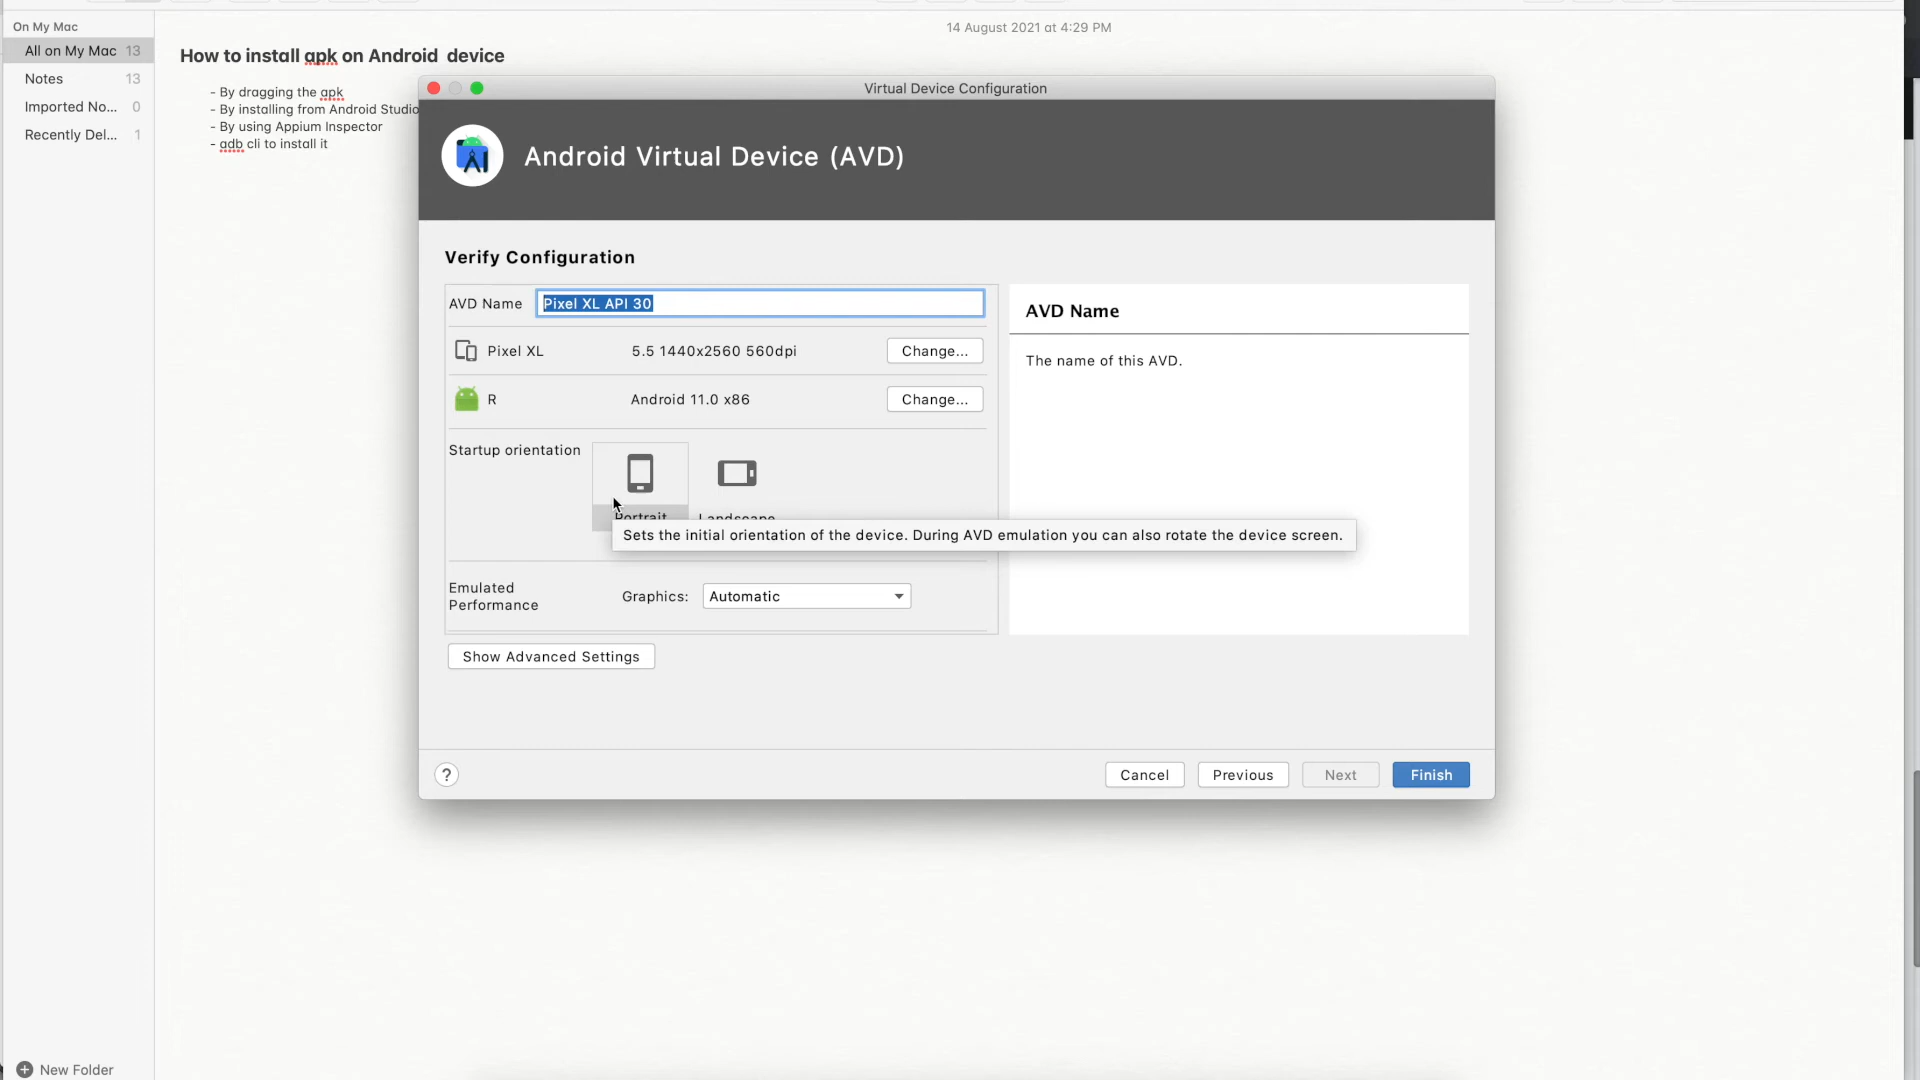 On My Mac
All on My Mac 13
Notes 13
Imported No... 0
Recently Del... 1
New Folder
14 August 2021 at 4:29 PM
How to install apk on Android device
- By dragging the apk
- By installing from Android Studio
- By using Appium Inspector
- adb cli to install it
Virtual Device Configuration
Android Virtual Device (AVD)
Verify Configuration
AVD Name Pixel XL API 30
Pixel XL 5.5 1440x2560 560dpi Change...
R Android 11.0 x86 Change...
Startup orientation
Portrait Landscape
Sets the initial orientation of the device. During AVD emulation you can also rotate the device screen.
Emulated
Performance
Graphics: Automatic
Show Advanced Settings
AVD Name
The name of this AVD.
? Cancel Previous Next Finish